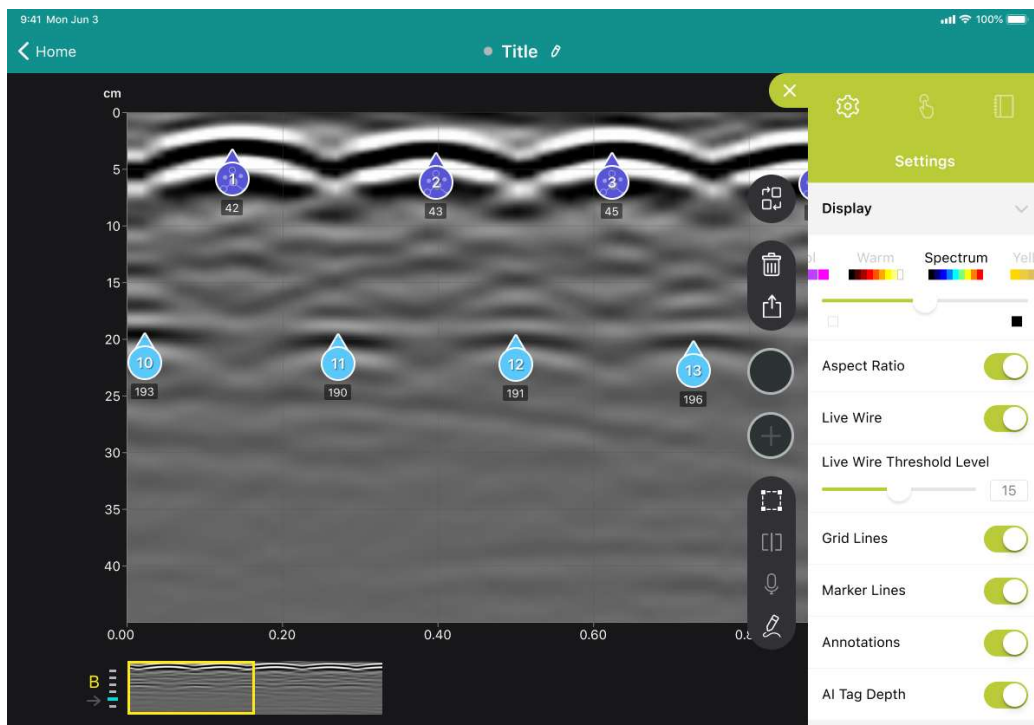 9:41 Mon Jun 3
100%
Home
Title
Settings
Display
Warm
Spectrum
Aspect Ratio
Live Wire
Live Wire Threshold Level
15
Grid Lines
Marker Lines
Annotations
AI Tag Depth
cm
0
5
10
15
20
25
30
35
40
1
2
3
42
43
45
10
11
12
13
193
190
191
196
0.00
0.20
0.40
0.60
B